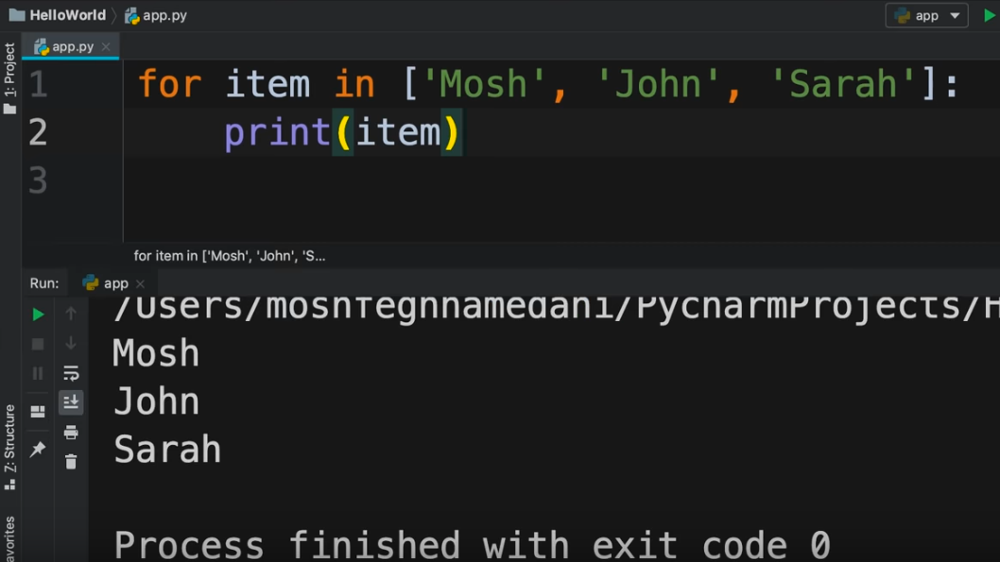 HelloWorld app.py app
1: Project
app.py
1 for item in ['Mosh', 'John', 'Sarah']:
2 print(item)
3
for item in ['Mosh', 'John', 'S...
Run: app
/Users/moshfeghhamedani/PycharmProjects/H
Mosh
John
Sarah
Process finished with exit code 0
Z: Structure
avorites